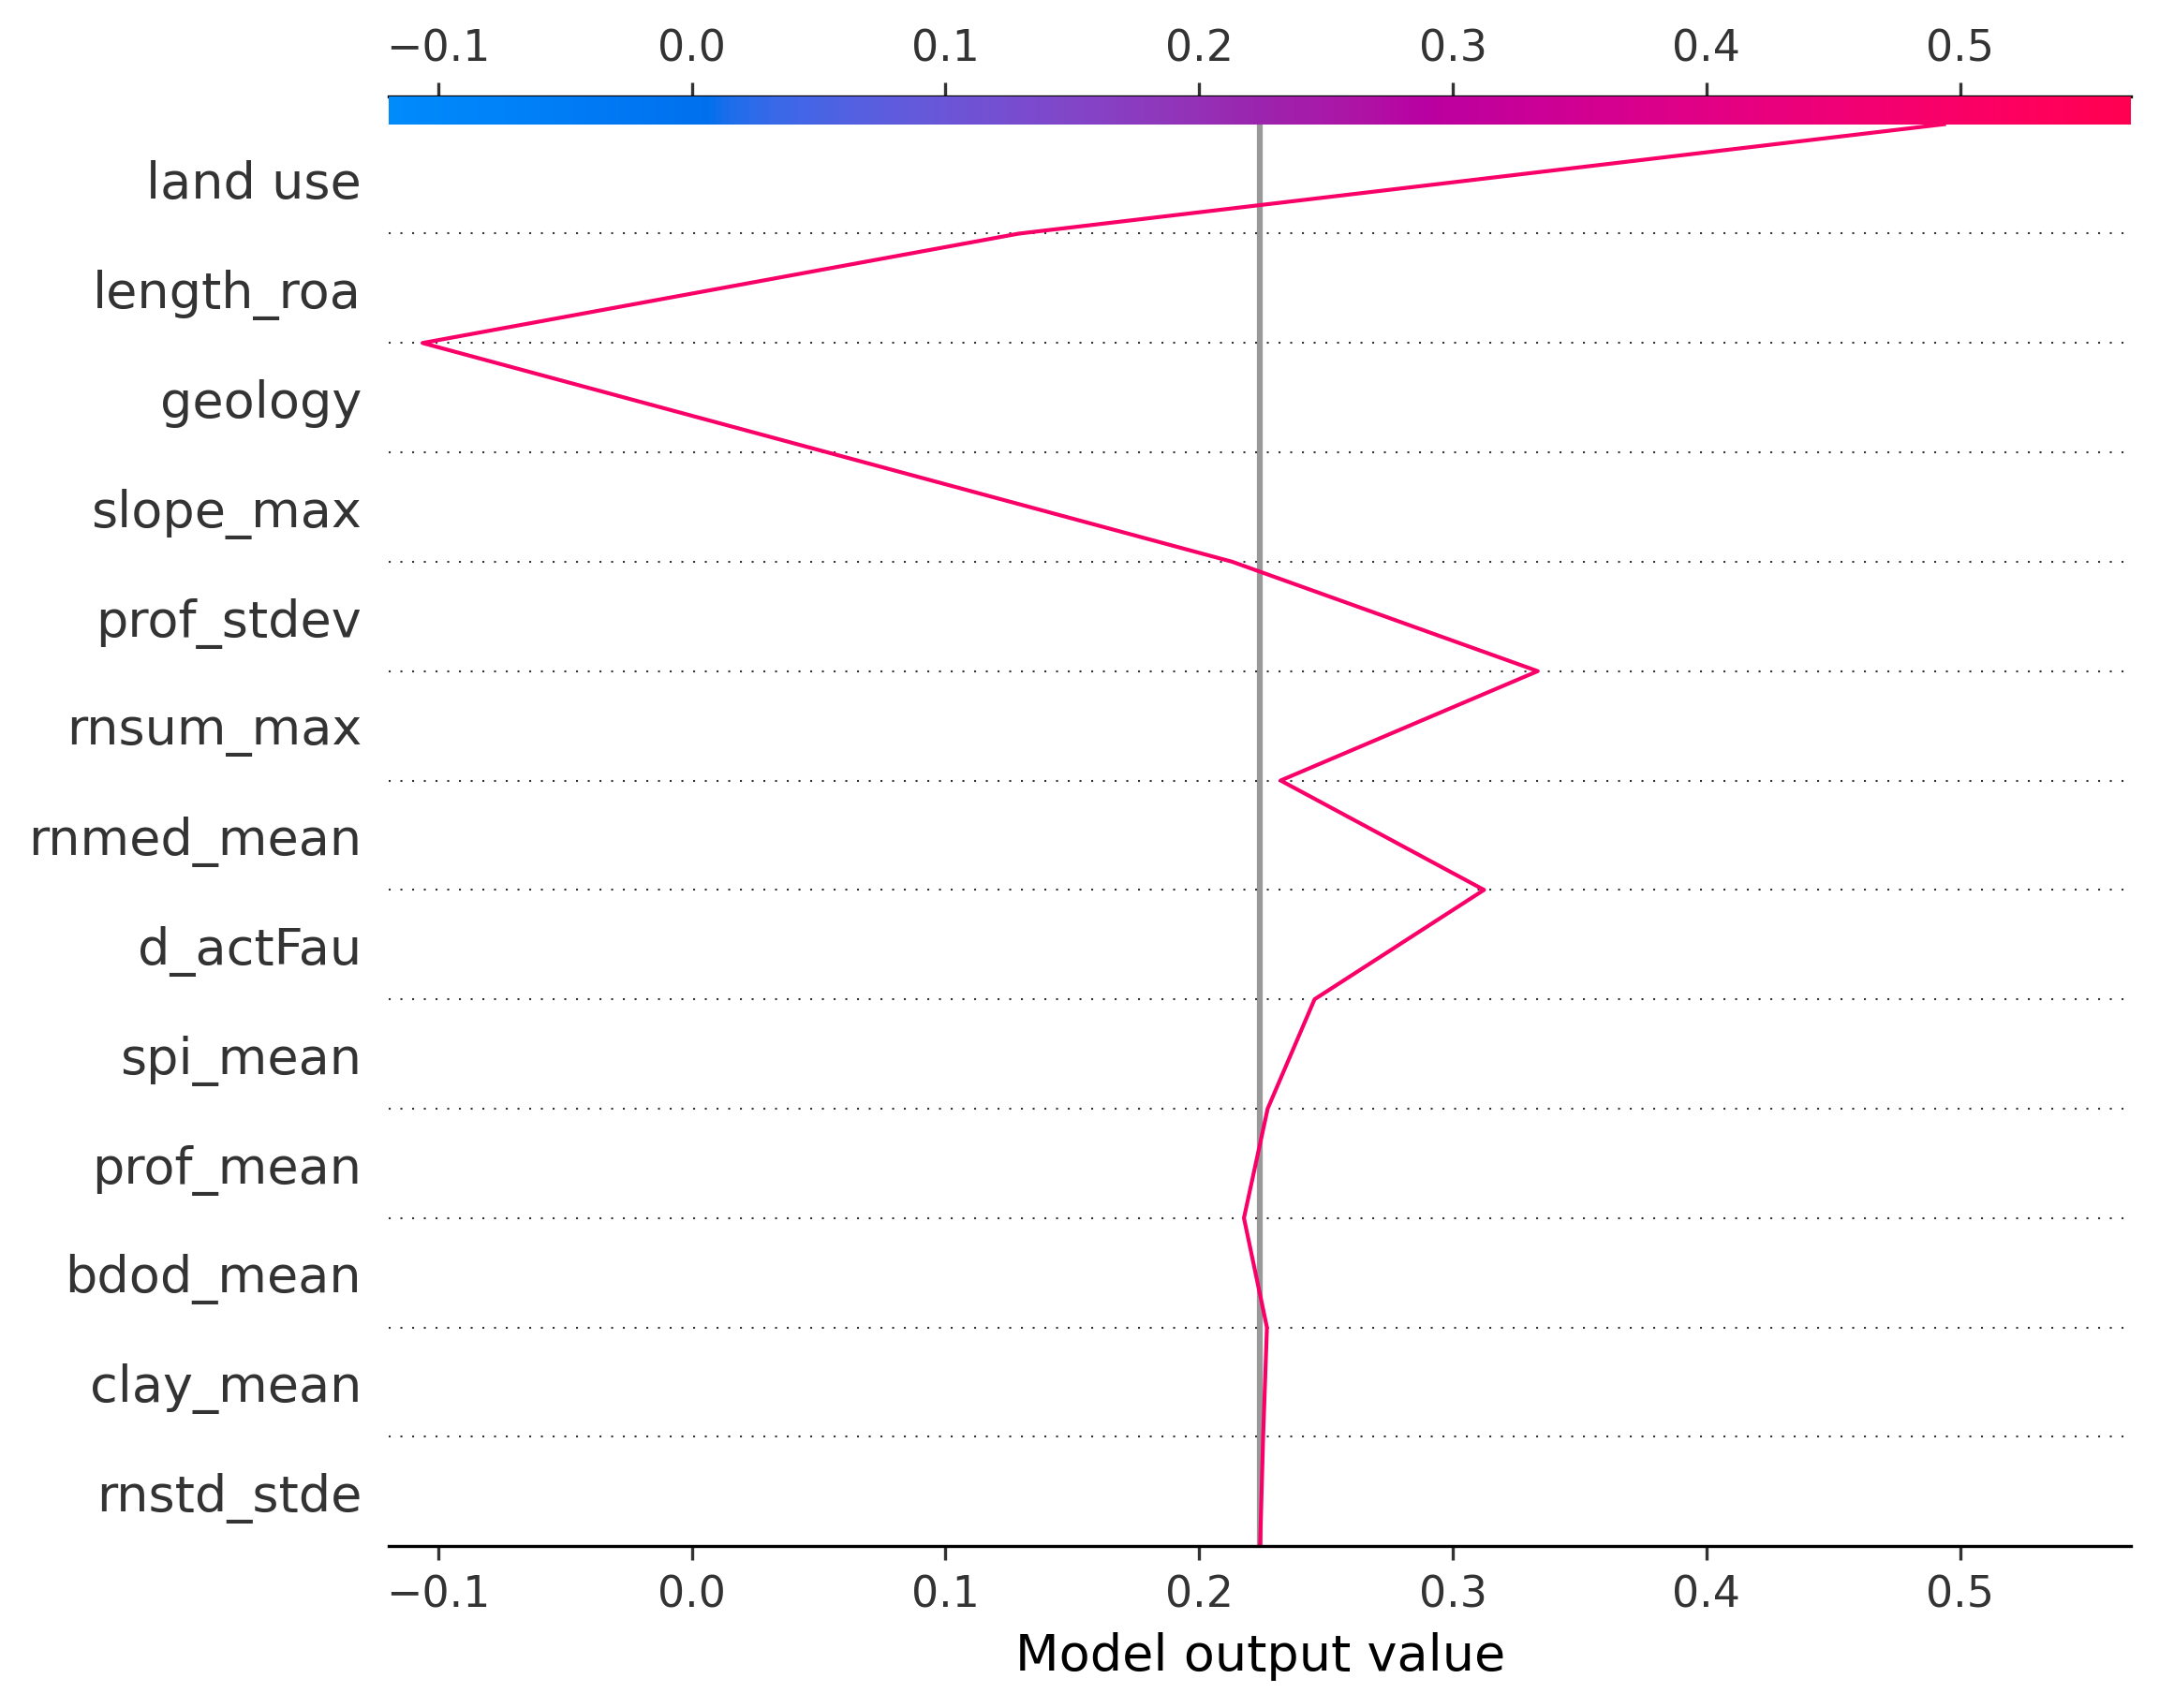 −0.1 0.0 0.1 0.2 0.3 0.4 0.5
land use
length_roa
geology
slope_max
prof_stdev
rnsum_max
rnmed_mean
d_actFau
spi_mean
prof_mean
bdod_mean
clay_mean
rnstd_stde
−0.1 0.0 0.1 0.2 0.3 0.4 0.5
Model output value